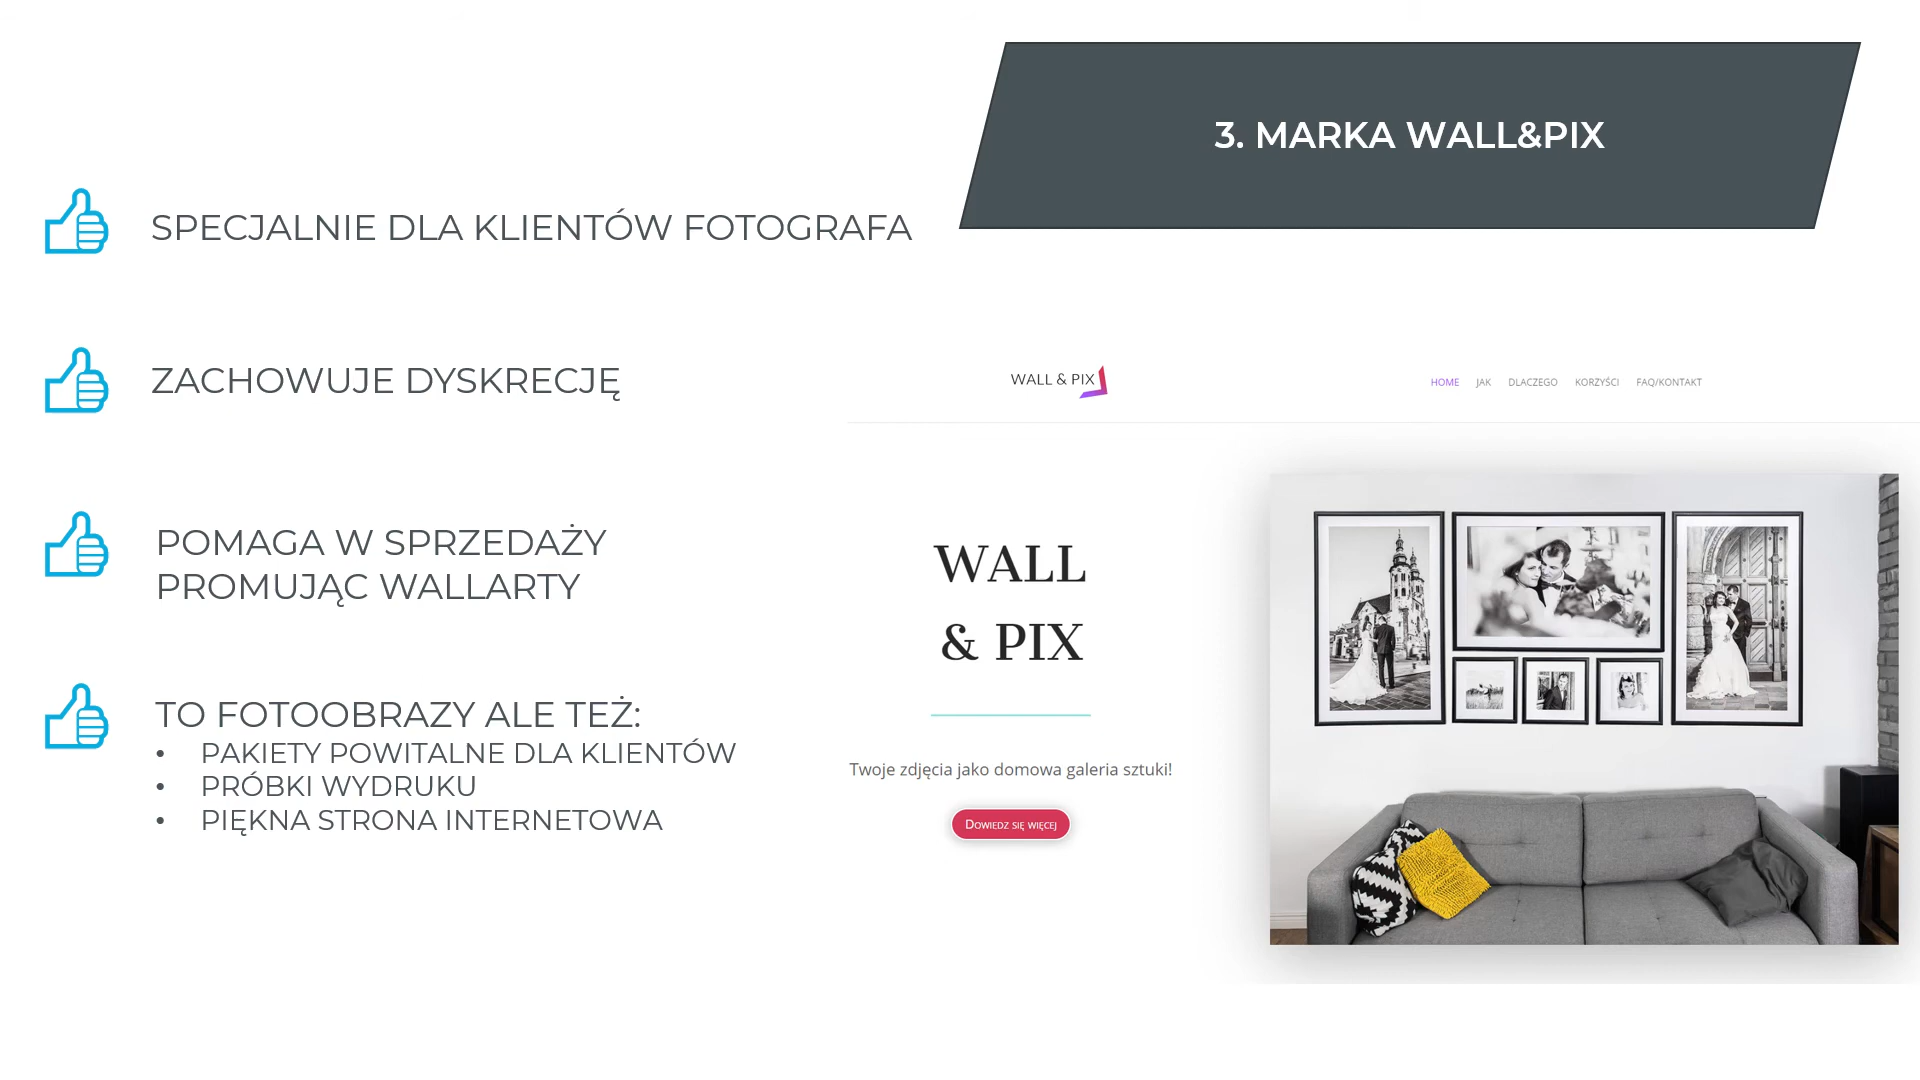 3. MARKA WALL&PIX
SPECJALNIE DLA KLIENTÓW FOTOGRAFA
ZACHOWUJE DYSKRECJĘ
POMAGA W SPRZEDAŻY
PROMUJĄC WALLARTY
TO FOTOOBRAZY ALE TEŻ:
• PAKIETY POWITALNE DLA KLIENTÓW
• PRÓBKI WYDRUKU
• PIĘKNA STRONA INTERNETOWA
WALL & PIX
HOME JAK DLACZEGO KORZYŚCI FAQ/KONTAKT
WALL
& PIX
Twoje zdjęcia jako domowa galeria sztuki!
Dowiedz się więcej